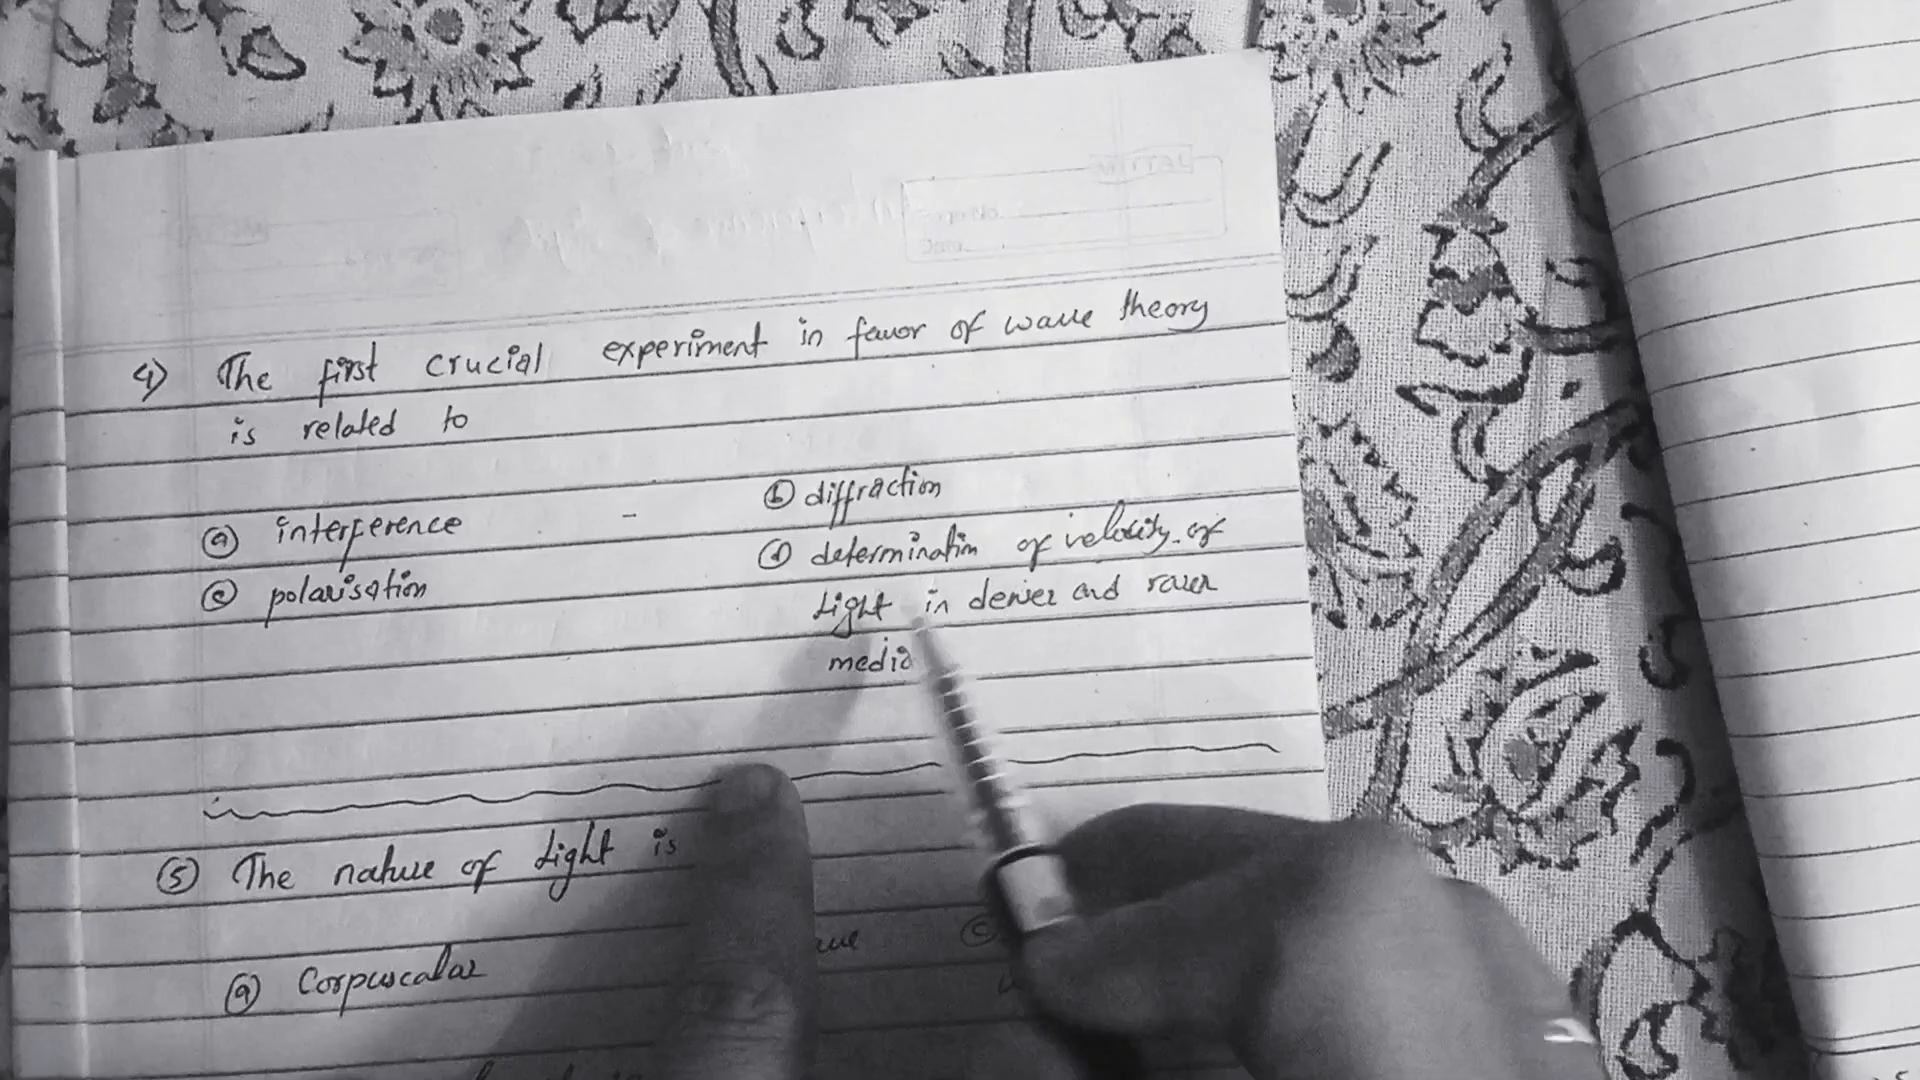 4) The first crucial experiment in favor of wave theory
is related to
(a) interference - (b) diffraction
(c) polarisation (d) determination of velocity of
Light in denser and rarer
media
(5) The nature of Light is
(a) Corpuscular (c)